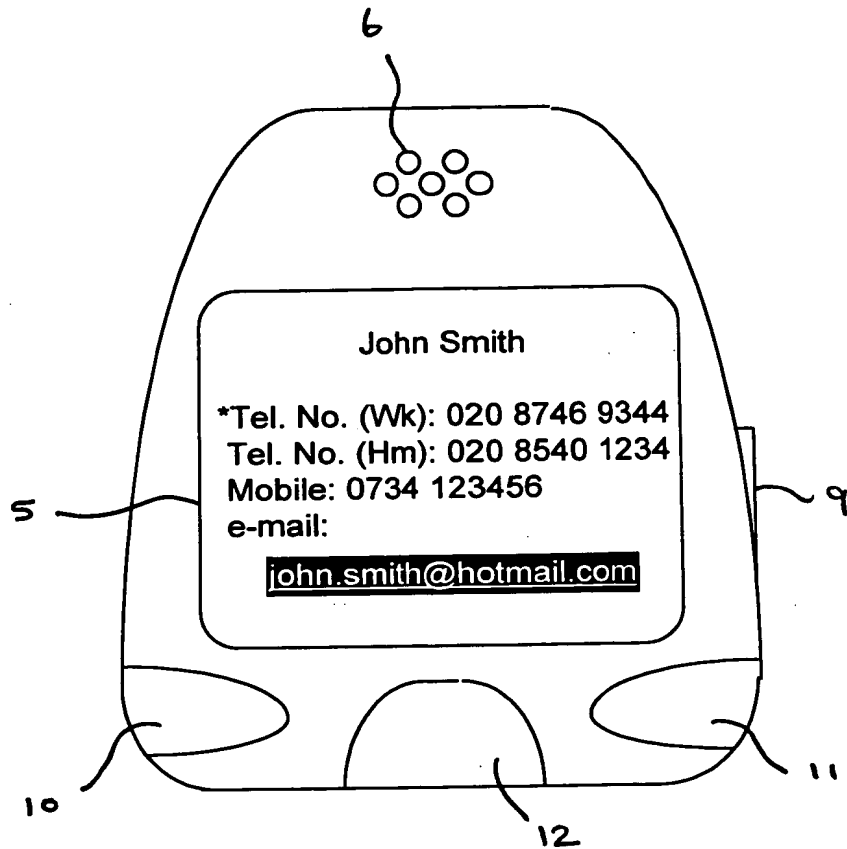 6
John Smith
*Tel. No. (Wk): 020 8746 9344
Tel. No. (Hm): 020 8540 1234
Mobile: 0734 123456
5
9
e-mail:
john.smith@hotmail.com
10
11
12